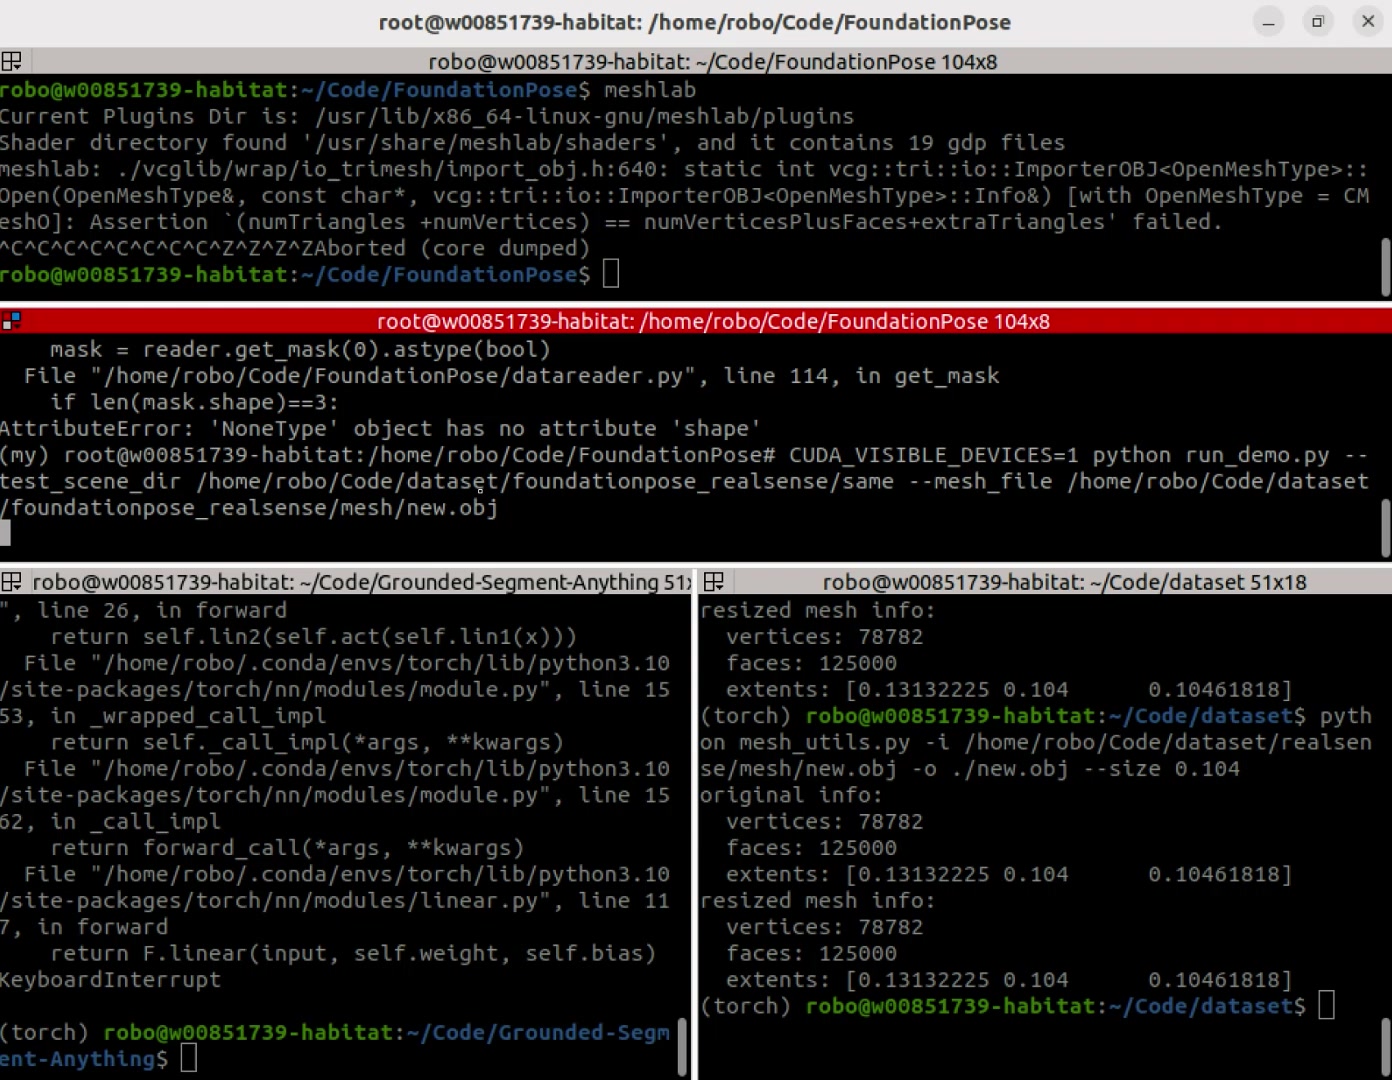 root@w00851739-habitat: /home/robo/Code/FoundationPose
robo@w00851739-habitat: ~/Code/FoundationPose 104x8
robo@w00851739-habitat:~/Code/FoundationPose$ meshlab
Current Plugins Dir is: /usr/lib/x86_64-linux-gnu/meshlab/plugins
Shader directory found '/usr/share/meshlab/shaders', and it contains 19 gdp files
meshlab: ./vcglib/wrap/io_trimesh/import_obj.h:640: static int vcg::tri::io::ImporterOBJ<OpenMeshType>::
Open(OpenMeshType&, const char*, vcg::tri::io::ImporterOBJ<OpenMeshType>::Info&) [with OpenMeshType = CM
eshO]: Assertion `(numTriangles +numVertices) == numVerticesPlusFaces+extraTriangles' failed.
^C^C^C^C^C^C^C^C^Z^Z^Z^ZAborted (core dumped)
robo@w00851739-habitat:~/Code/FoundationPose$
root@w00851739-habitat: /home/robo/Code/FoundationPose 104x8
mask = reader.get_mask(0).astype(bool)
File "/home/robo/Code/FoundationPose/datareader.py", line 114, in get_mask
if len(mask.shape)==3:
AttributeError: 'NoneType' object has no attribute 'shape'
(my) root@w00851739-habitat:/home/robo/Code/FoundationPose# CUDA_VISIBLE_DEVICES=1 python run_demo.py --
test_scene_dir /home/robo/Code/dataset/foundationpose_realsense/same --mesh_file /home/robo/Code/dataset
/foundationpose_realsense/mesh/new.obj
robo@w00851739-habitat: ~/Code/Grounded-Segment-Anything 51x
", line 26, in forward
return self.lin2(self.act(self.lin1(x)))
File "/home/robo/.conda/envs/torch/lib/python3.10
/site-packages/torch/nn/modules/module.py", line 15
53, in _wrapped_call_impl
return self._call_impl(*args, **kwargs)
File "/home/robo/.conda/envs/torch/lib/python3.10
/site-packages/torch/nn/modules/module.py", line 15
62, in _call_impl
return forward_call(*args, **kwargs)
File "/home/robo/.conda/envs/torch/lib/python3.10
/site-packages/torch/nn/modules/linear.py", line 11
7, in forward
return F.linear(input, self.weight, self.bias)
KeyboardInterrupt
(torch) robo@w00851739-habitat:~/Code/Grounded-Segm
ent-Anything$
robo@w00851739-habitat: ~/Code/dataset 51x18
resized mesh info:
vertices: 78782
faces: 125000
extents: [0.13132225 0.104      0.10461818]
(torch) robo@w00851739-habitat:~/Code/dataset$ pyth
on mesh_utils.py -i /home/robo/Code/dataset/realsen
se/mesh/new.obj -o ./new.obj --size 0.104
original info:
vertices: 78782
faces: 125000
extents: [0.13132225 0.104      0.10461818]
resized mesh info:
vertices: 78782
faces: 125000
extents: [0.13132225 0.104      0.10461818]
(torch) robo@w00851739-habitat:~/Code/dataset$